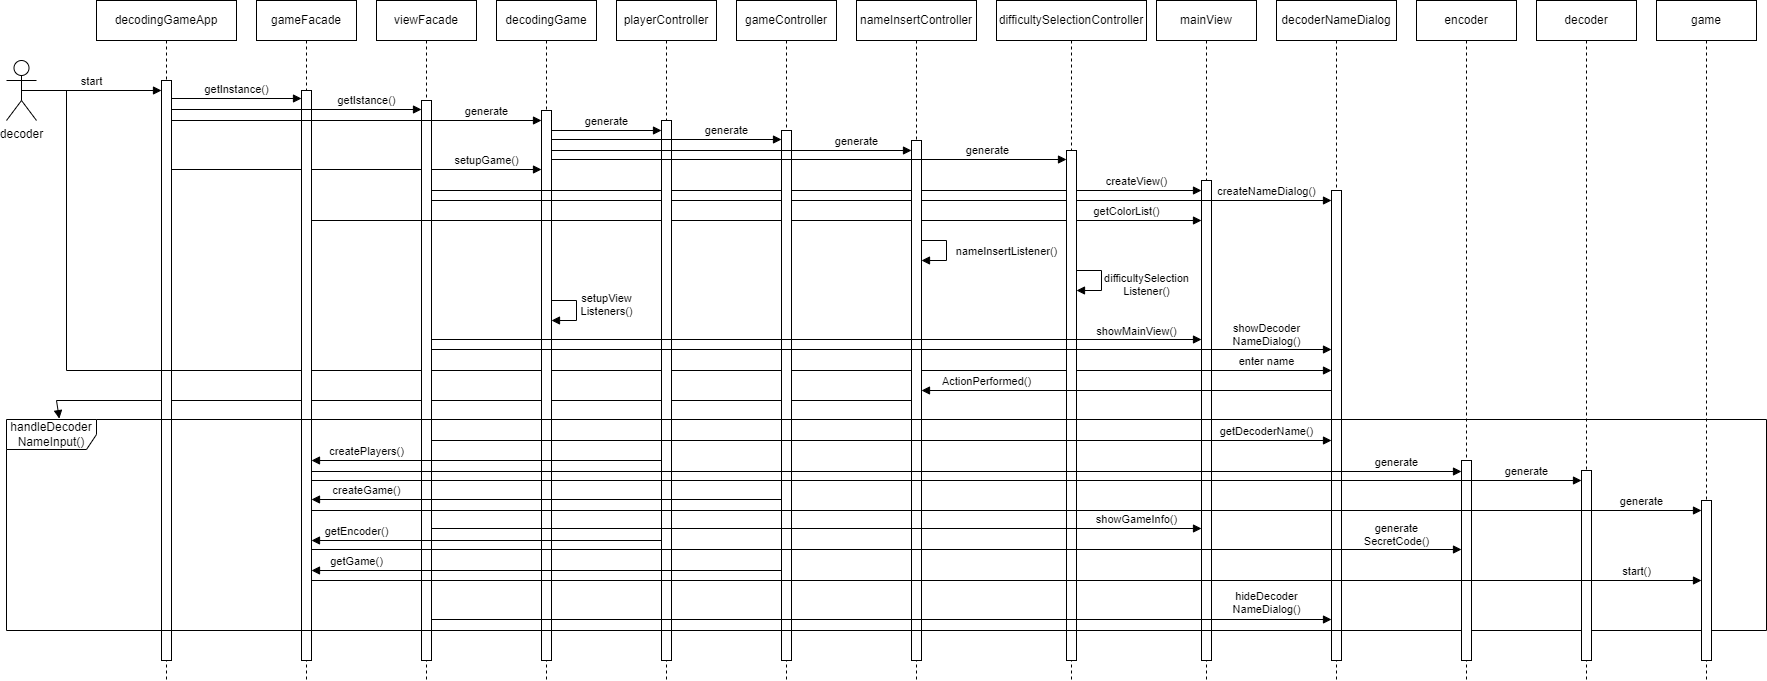 decodingGameApp
gameFacade
viewFacade
decodingGame
playerController
gameController
nameInsertController
difficultySelectionController
mainView
decoderNameDialog
encoder
decoder
game
decoder
start
getInstance()
getIstance()
generate
generate
generate
generate
generate
setupGame()
createView()
createNameDialog()
getColorList()
nameInsertListener()
difficultySelection
Listener()
setupView
Listeners()
showMainView()
showDecoder
NameDialog()
enter name
ActionPerformed()
handleDecoder
NameInput()
getDecoderName()
createPlayers()
generate
generate
createGame()
generate
showGameInfo()
getEncoder()
generate
SecretCode()
getGame()
start()
hideDecoder
NameDialog()